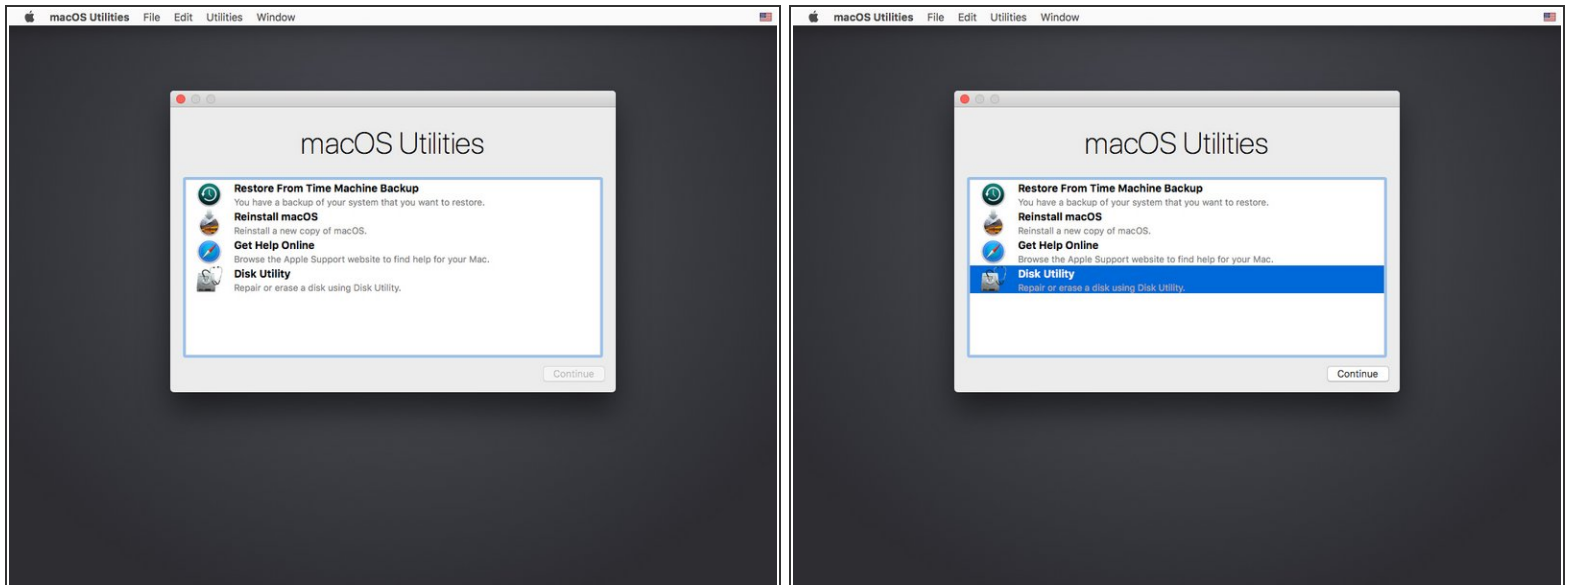 macOS Utilities File Edit Utilities Window
macOS Utilities
Restore From Time Machine Backup
You have a backup of your system that you want to restore.
Reinstall macOS
Reinstall a new copy of macOS.
Get Help Online
Browse the Apple Support website to find help for your Mac.
Disk Utility
Repair or erase a disk using Disk Utility.
Continue
macOS Utilities File Edit Utilities Window
macOS Utilities
Restore From Time Machine Backup
You have a backup of your system that you want to restore.
Reinstall macOS
Reinstall a new copy of macOS.
Get Help Online
Browse the Apple Support website to find help for your Mac.
Disk Utility
Repair or erase a disk using Disk Utility.
Continue